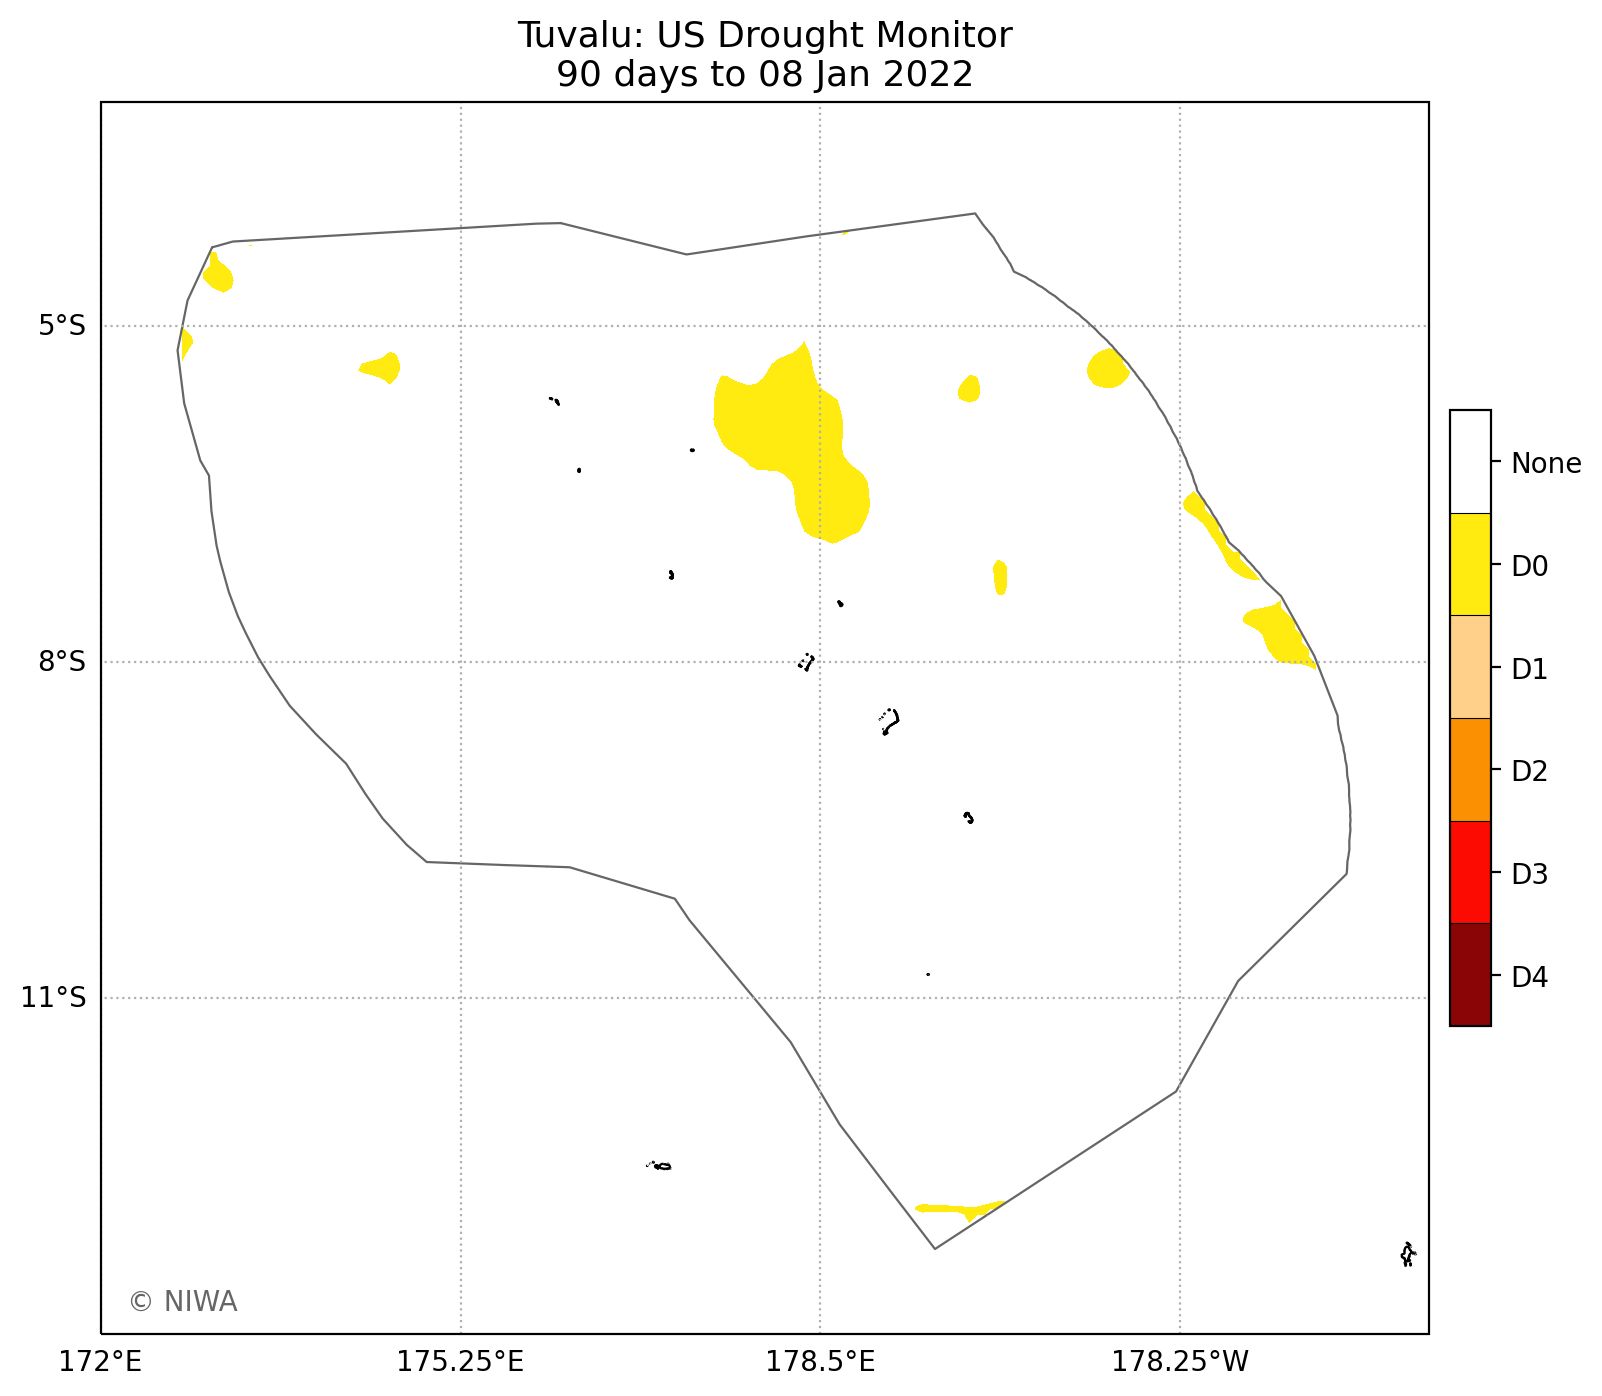 Tuvalu: US Drought Monitor
90 days to 08 Jan 2022
5°S
8°S
11°S
172°E
175.25°E
178.5°E
178.25°W
None
D0
D1
D2
D3
D4
© NIWA